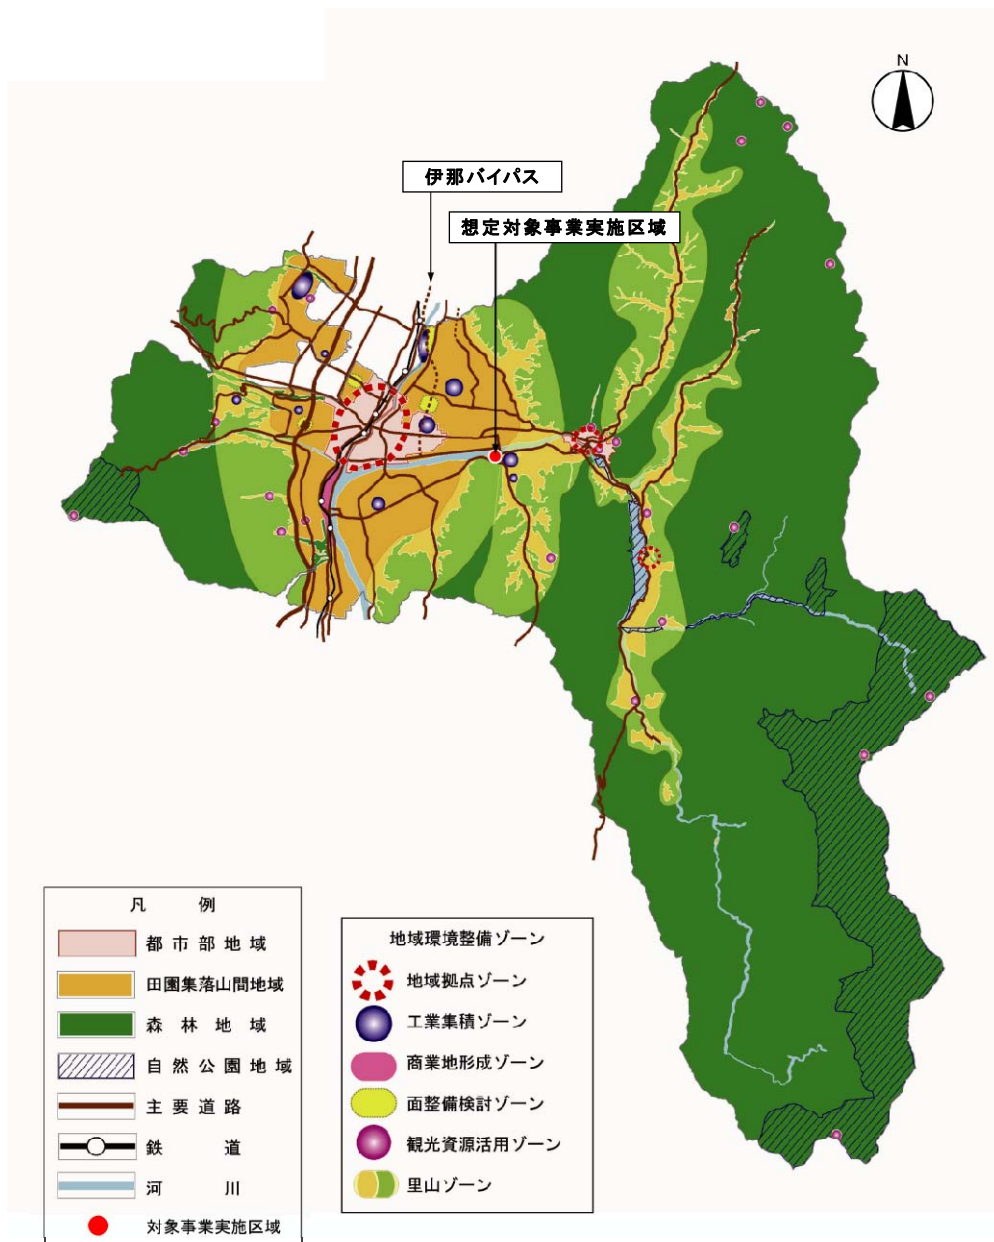 N
伊那バイパス
想定対象事業実施区域
凡 例
都市部地域
田園集落山間地域
森林地域
自然公園地域
主要道路
鉄道
河川
対象事業実施区域
地域環境整備ゾーン
地域拠点ゾーン
工業集積ゾーン
商業地形成ゾーン
面整備検討ゾーン
観光資源活用ゾーン
里山ゾーン